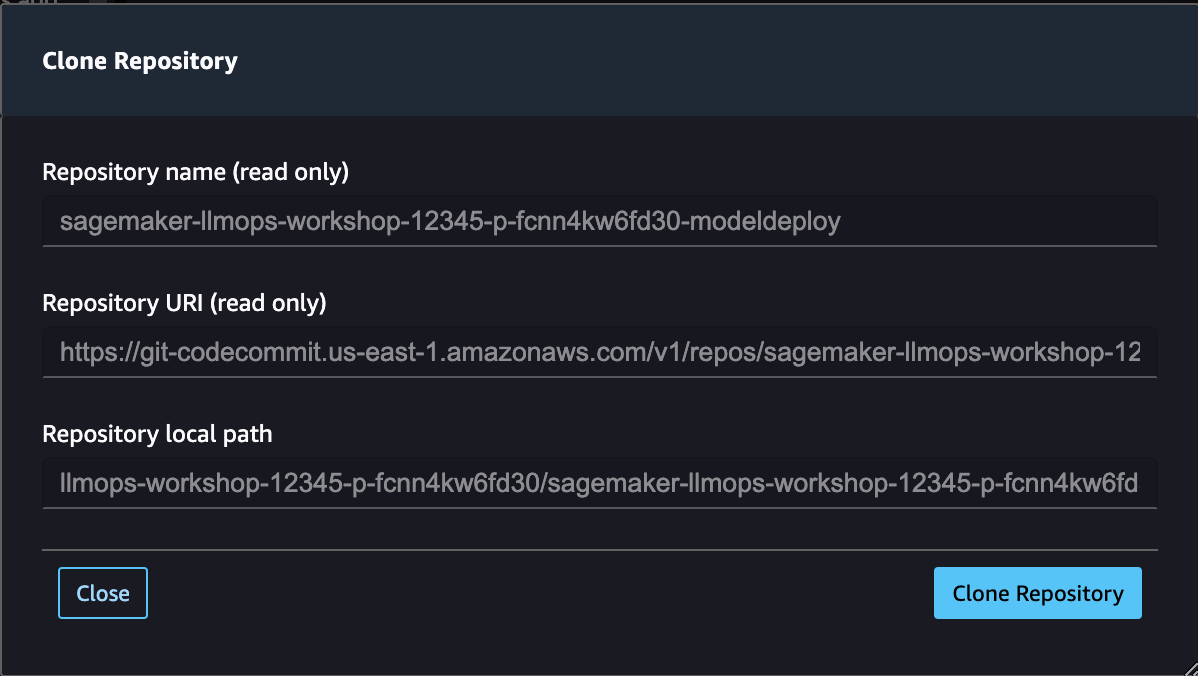 Clone Repository
Repository name (read only)
sagemaker-llmops-workshop-12345-p-fcnn4kw6fd30-modeldeploy
Repository URI (read only)
https://git-codecommit.us-east-1.amazonaws.com/v1/repos/sagemaker-llmops-workshop-12
Repository local path
llmops-workshop-12345-p-fcnn4kw6fd30/sagemaker-llmops-workshop-12345-p-fcnn4kw6fd
Close
Clone Repository